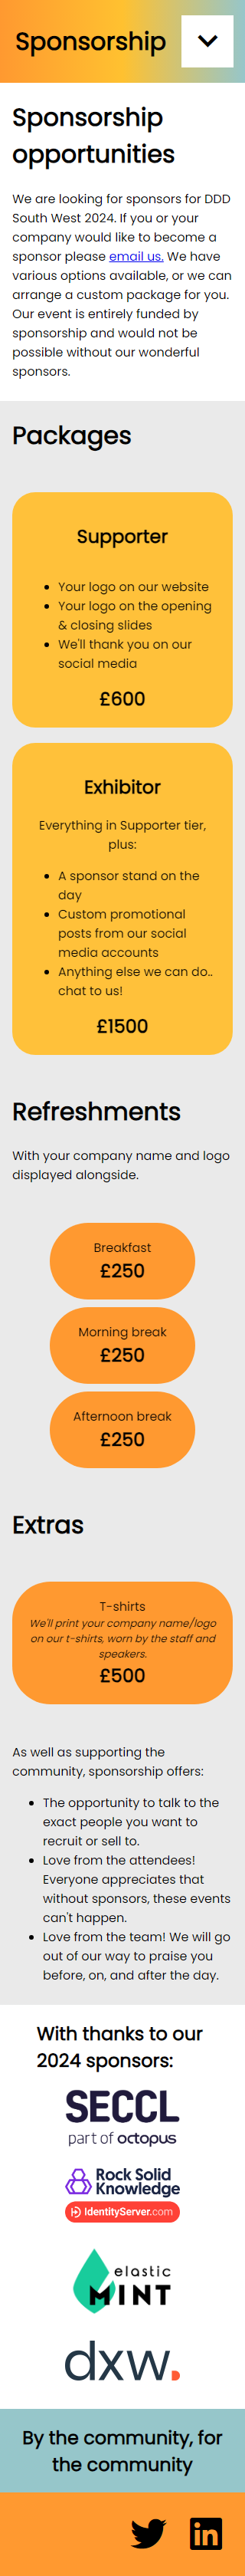 Sponsorship
Sponsorship
opportunities
We are looking for sponsors for DDD
South West 2024. If you or your
company would like to become a
sponsor please email us. We have
various options available, or we can
arrange a custom package for you.
Our event is entirely funded by
sponsorship and would not be
possible without our wonderful
sponsors.
Packages
Supporter
• Your logo on our website
• Your logo on the opening
& closing slides
• We'll thank you on our
social media
£600
Exhibitor
Everything in Supporter tier,
plus:
• A sponsor stand on the
day
• Custom promotional
posts from our social
media accounts
• Anything else we can do..
chat to us!
£1500
Refreshments
With your company name and logo
displayed alongside.
Breakfast
£250
Morning break
£250
Afternoon break
£250
Extras
T-shirts
We'll print your company name/logo
on our t-shirts, worn by the staff and
speakers.
£500
As well as supporting the
community, sponsorship offers:
• The opportunity to talk to the
exact people you want to
recruit or sell to.
• Love from the attendees!
Everyone appreciates that
without sponsors, these events
can't happen.
• Love from the team! We will go
out of our way to praise you
before, on, and after the day.
With thanks to our
2024 sponsors:
SECCL
part of octopus
Rock Solid
Knowledge
IdentityServer.com
elastic
MINT
dxw.
By the community, for
the community
in